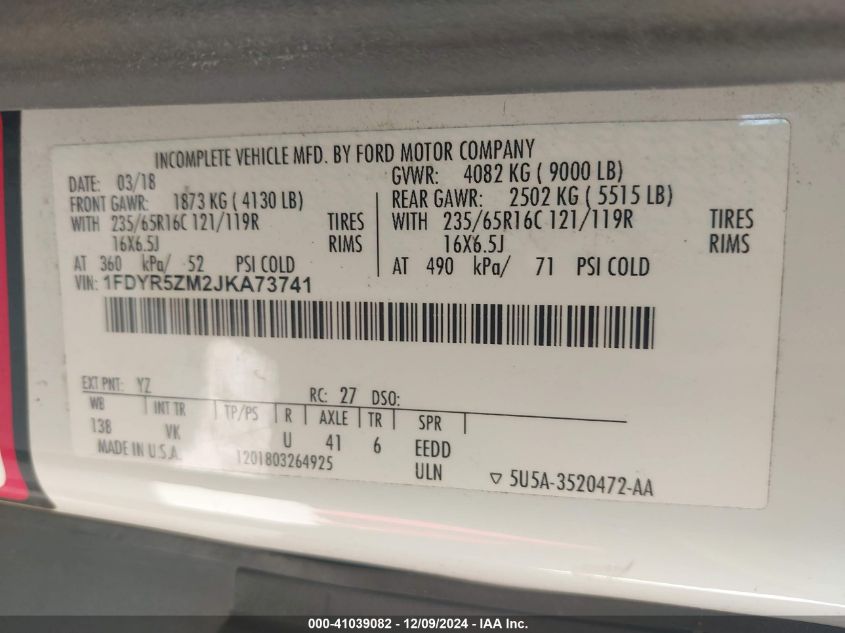 INCOMPLETE VEHICLE MFD. BY FORD MOTOR COMPANY
DATE: 03/18 GVWR: 4082 KG ( 9000 LB)
FRONT GAWR: 1873 KG ( 4130 LB) REAR GAWR: 2502 KG ( 5515 LB)
WITH 235/65R16C 121/119R TIRES WITH 235/65R16C 121/119R TIRES
16X6.5J RIMS 16X6.5J RIMS
AT 360 kPa/ 52 PSI COLD AT 490 kPa/ 71 PSI COLD
VIN: 1FDYR5ZM2JKA73741
EXT PNT: YZ RC: 27 DSO:
WB INT TR TP/PS R AXLE TR SPR
138 VK U 41 6 EEDD
MADE IN U.S.A. 1201803264925 ULN ▽ 5U5A-3520472-AA
000-41039082 - 12/09/2024 - IAA Inc.